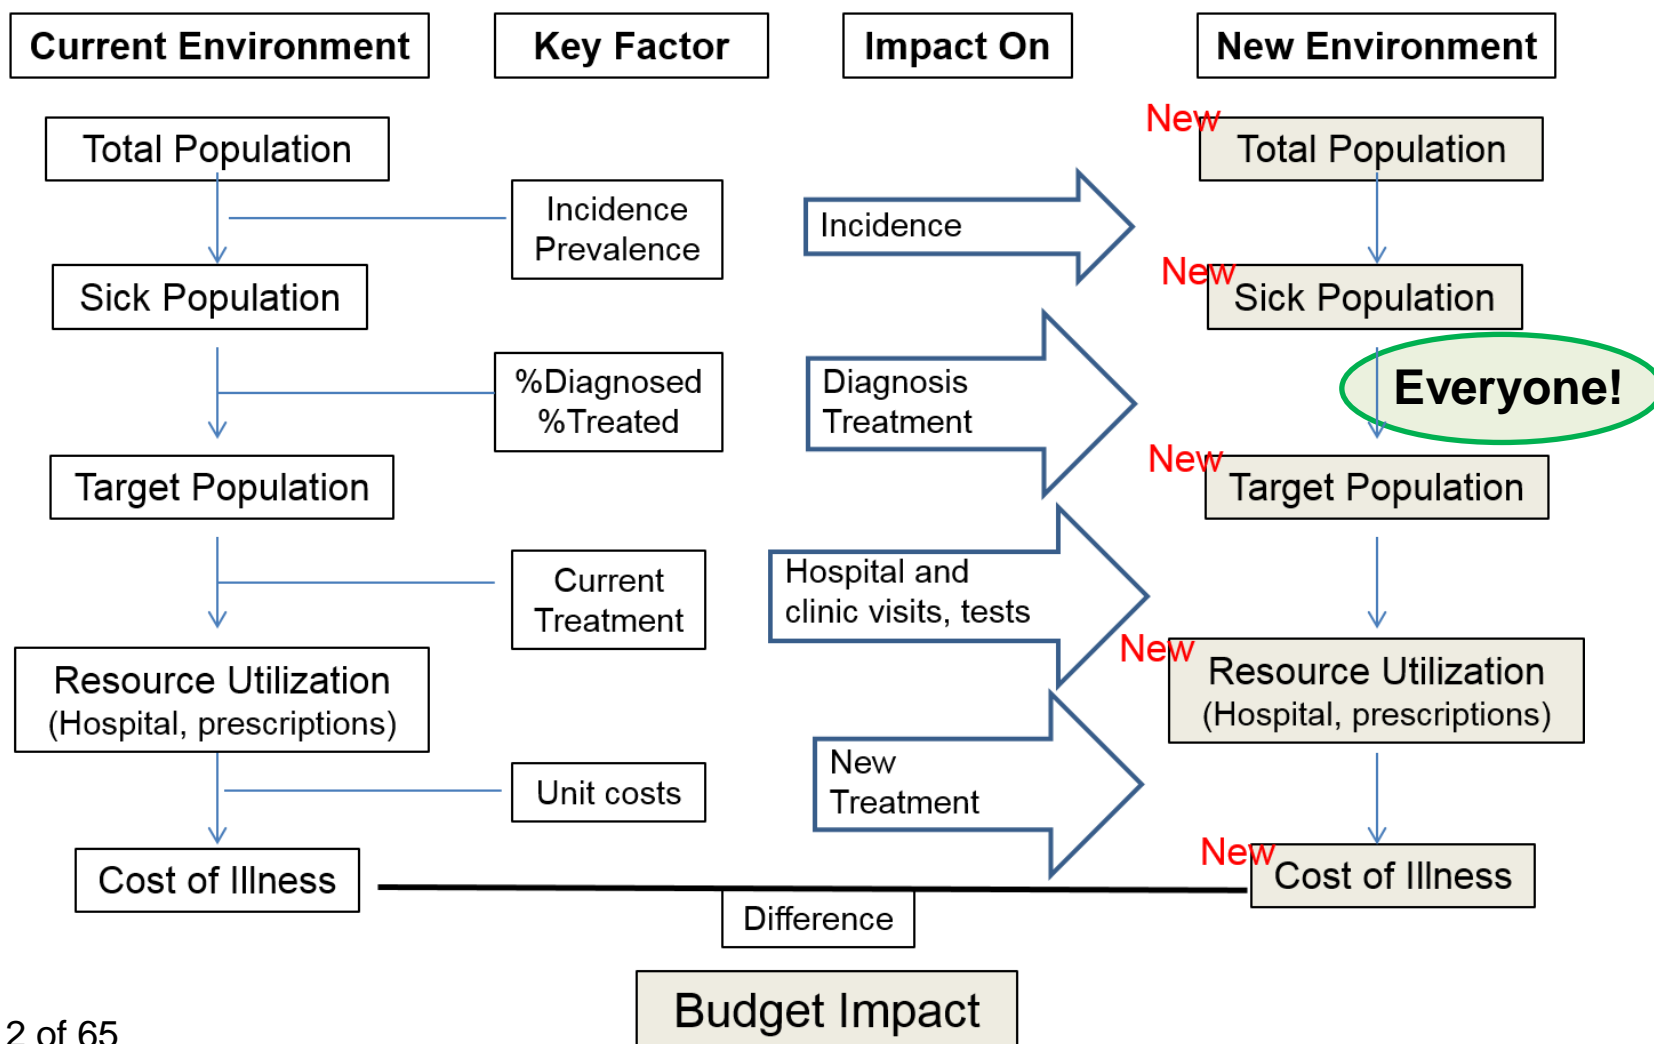 Current Environment
Key Factor
Impact On
New Environment
Total Population
Incidence
Prevalence
Incidence
New
Total Population
Sick Population
New
Sick Population
%Diagnosed
%Treated
Diagnosis
Treatment
Everyone!
Target Population
New
Target Population
Current
Treatment
Hospital and
clinic visits, tests
Resource Utilization
(Hospital, prescriptions)
New
Resource Utilization
(Hospital, prescriptions)
Unit costs
New
Treatment
Cost of Illness
New
Cost of Illness
Difference
Budget Impact
2 of 65